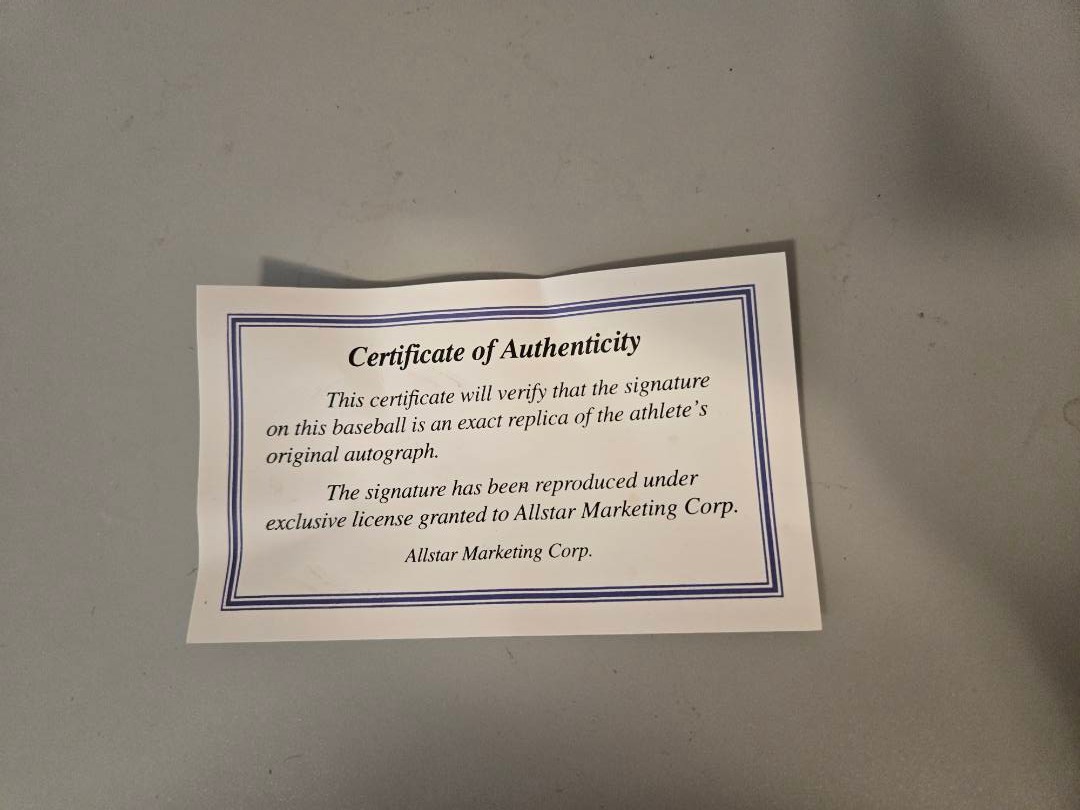 Certificate of Authenticity
This certificate will verify that the signature
on this baseball is an exact replica of the athlete's
original autograph.
The signature has been reproduced under
exclusive license granted to Allstar Marketing Corp.
Allstar Marketing Corp.